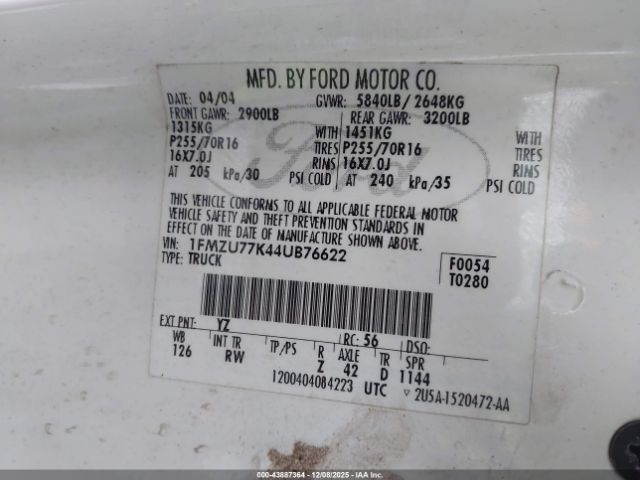 MFD. BY FORD MOTOR CO.
DATE: 04/04 GVWR: 5840LB / 2648KG
FRONT GAWR: 2900LB REAR GAWR: 3200LB
1315KG WITH 1451KG WITH
P255/70R16 TIRES P255/70R16 TIRES
16X7.0J RINS 16X7.0J RINS
AT 205 kPa/30 PSI COLD AT 240 kPa/35 PSI COLD
THIS VEHICLE CONFORMS TO ALL APPLICABLE FEDERAL MOTOR
VEHICLE SAFETY AND THEFT PREVENTION STANDARDS IN
EFFECT ON THE DATE OF MANUFACTURE SHOWN ABOVE.
VIN: 1FMZU77K44UB76622 F0054
TYPE: TRUCK T0280
EXT PNT: YZ RC: 56 DSO:
WB INT TR TP/PS R AXLE TR SPR
126 RW Z 42 D 1144
1200404084223 UTC ▽ 2U5A-1520472-AA
Ford
000-43887364 • 12/08/2025 • IAAI.COM